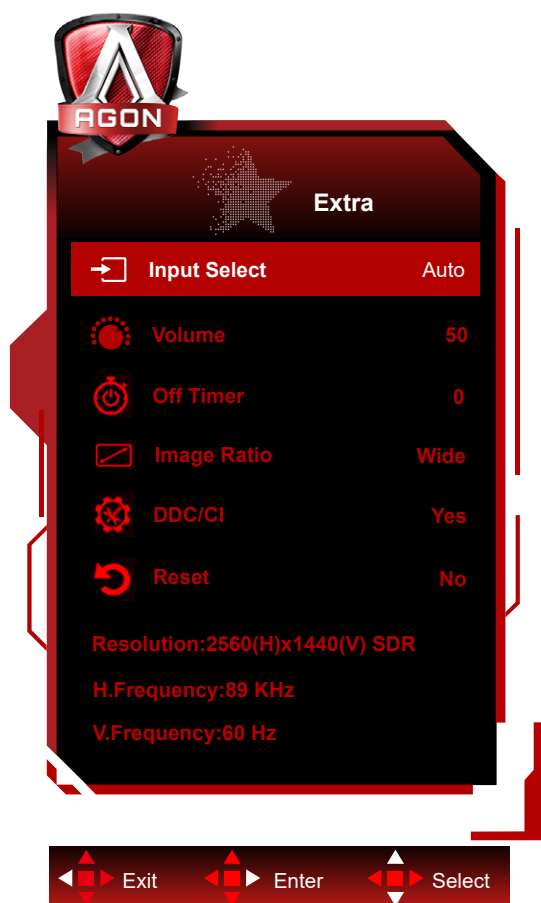 AGON
Extra
Input Select Auto
Volume 50
Off Timer 0
Image Ratio Wide
DDC/CI Yes
Reset No
Resolution:2560(H)x1440(V) SDR
H.Frequency:89 KHz
V.Frequency:60 Hz
Exit Enter Select